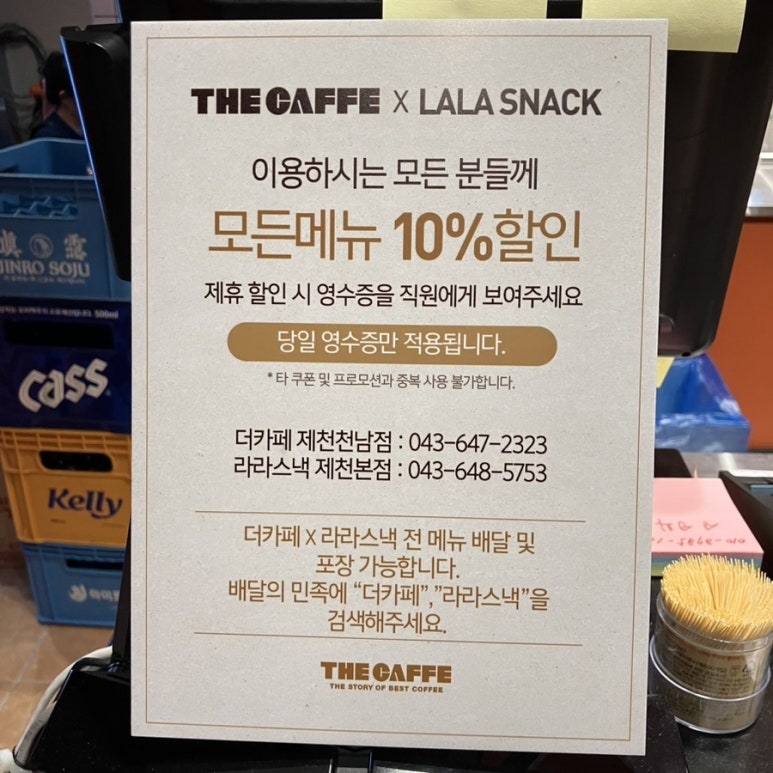 THE CAFFE X LALA SNACK
이용하시는 모든 분들께
모든메뉴 10%할인
제휴 할인 시 영수증을 직원에게 보여주세요
당일 영수증만 적용됩니다.
* 타 쿠폰 및 프로모션과 중복 사용 불가합니다.
더카페 제천천남점 : 043-647-2323
라라스낵 제천본점 : 043-648-5753
더카페 X 라라스낵 전 메뉴 배달 및
포장 가능합니다.
배달의 민족에 “더카페”,”라라스낵”을
검색해주세요.
THE CAFFE
THE STORY OF BEST COFFEE
JINRO SOJU
500ml
Cass
Kelly
하이트